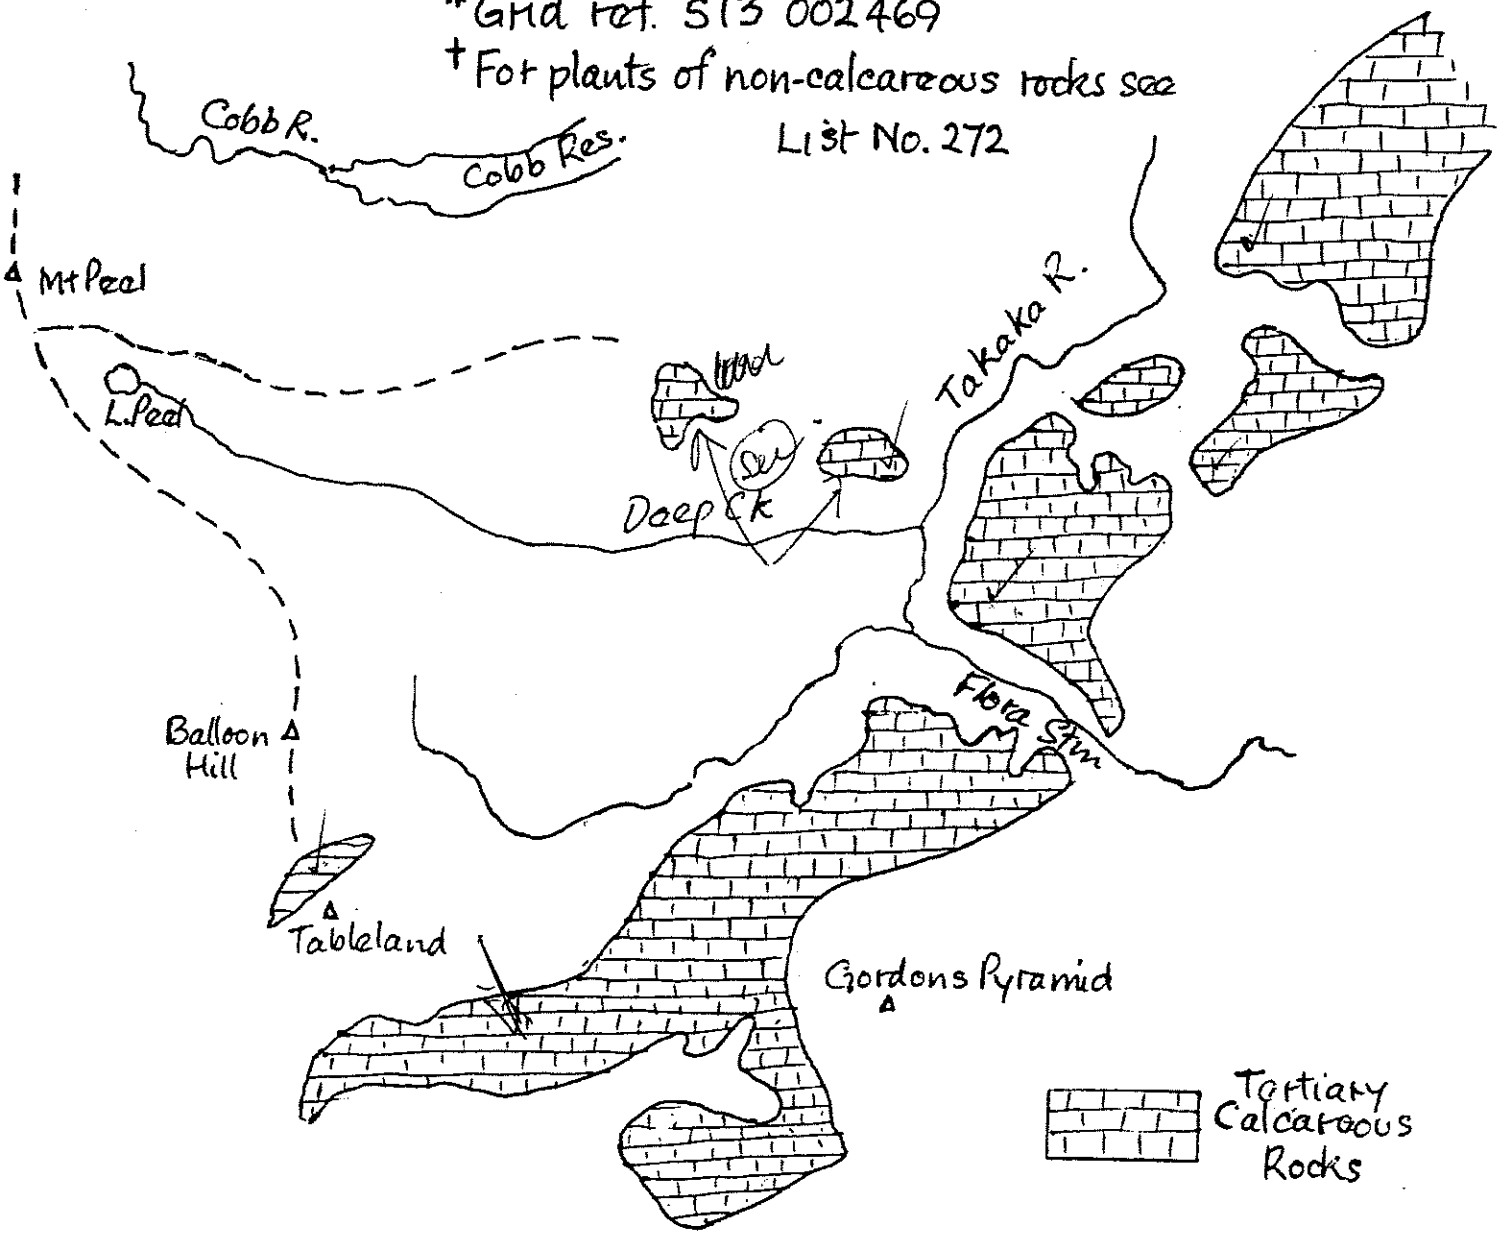 *Grid ref. S13 002469
† For plants of non-calcareous rocks see
List No. 272
Cobb R.
Cobb Res.
Mt Peel
Takaka R.
L. Peel
Deep Ck
Flora Stm
Balloon
Hill
Tableland
Gordons Pyramid
Tertiary
Calcareous
Rocks